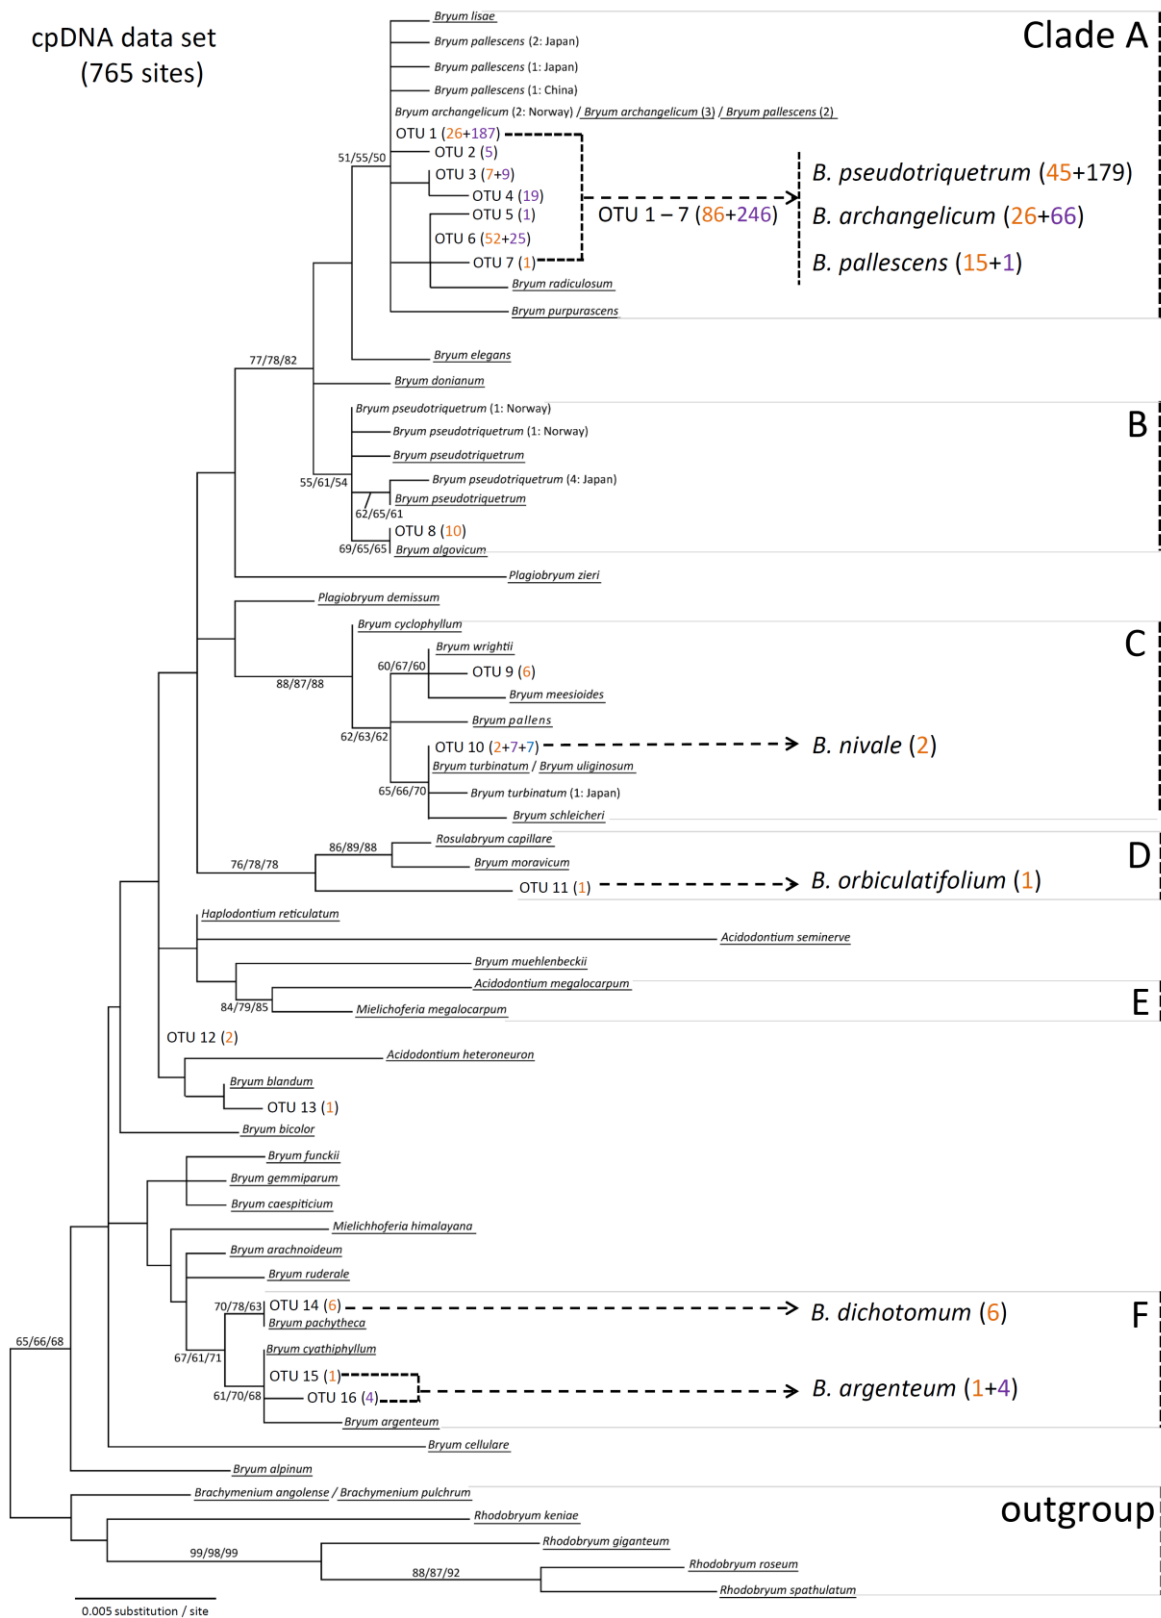 cpDNA data set
(765 sites)
Clade A
Bryum lisae
Bryum pallescens (2: Japan)
Bryum pallescens (1: Japan)
Bryum pallescens (1: China)
Bryum archangelicum (2: Norway) / Bryum archangelicum (3) / Bryum pallescens (2)
OTU 1 (26+187)
51/55/50
OTU 2 (5)
OTU 3 (7+9)
OTU 4 (19)
OTU 5 (1)
OTU 6 (52+25)
OTU 7 (1)
OTU 1 – 7 (86+246)
B. pseudotriquetrum (45+179)
B. archangelicum (26+66)
B. pallescens (15+1)
Bryum radiculosum
Bryum purpurascens
Bryum elegans
77/78/82
Bryum donianum
B
Bryum pseudotriquetrum (1: Norway)
Bryum pseudotriquetrum (1: Norway)
Bryum pseudotriquetrum
55/61/54
Bryum pseudotriquetrum (4: Japan)
Bryum pseudotriquetrum
62/65/61
OTU 8 (10)
69/65/65
Bryum algovicum
Plagiobryum zieri
Plagiobryum demissum
C
Bryum cyclophyllum
Bryum wrightii
60/67/60
OTU 9 (6)
88/87/88
Bryum meesioides
Bryum pallens
62/63/62
OTU 10 (2+7+7)
B. nivale (2)
Bryum turbinatum / Bryum uliginosum
65/66/70
Bryum turbinatum (1: Japan)
Bryum schleicheri
D
Rosulabryum capillare
86/89/88
Bryum moravicum
76/78/78
OTU 11 (1)
B. orbiculatifolium (1)
Haplodontium reticulatum
Acidodontium seminerve
Bryum muehlenbeckii
E
Acidodontium megalocarpum
84/79/85
Mielichoferia megalocarpum
OTU 12 (2)
Acidodontium heteroneuron
Bryum blandum
OTU 13 (1)
Bryum bicolor
Bryum funckii
Bryum gemmiparum
Bryum caespiticium
Mielichhoferia himalayana
Bryum arachnoideum
Bryum ruderale
F
70/78/63
OTU 14 (6)
B. dichotomum (6)
Bryum pachytheca
67/61/71
Bryum cyathiphyllum
OTU 15 (1)
61/70/68
OTU 16 (4)
B. argenteum (1+4)
Bryum argenteum
65/66/68
Bryum cellulare
Bryum alpinum
outgroup
Brachymenium angolense / Brachymenium pulchrum
Rhodobryum keniae
99/98/99
Rhodobryum giganteum
88/87/92
Rhodobryum roseum
Rhodobryum spathulatum
0.005 substitution / site